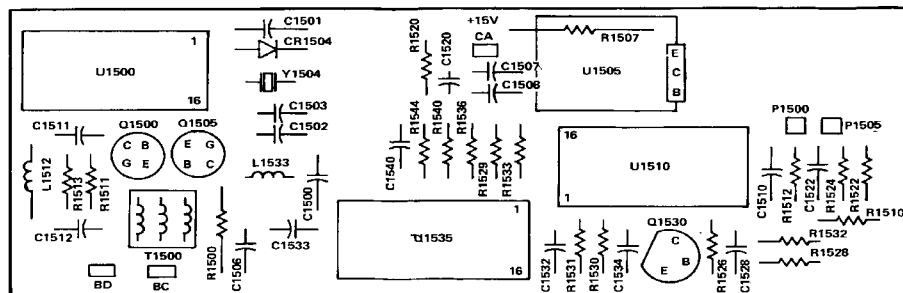 C1501
CR1504
Y1504
C1503
C1502
1
U1500
16
C1511
Q1500
Q1505
C B
G E
E G
B C
L1512
R1513
R1511
C1512
T1500
BD
BC
L1533
C1500
R1500
C1506
C1533
+15V
CA
R1520
C1520
C1507
C1508
R1544
R1540
R1536
C1540
R1529
R1533
1
U1535
16
R1507
U1505
E
C
B
16
U1510
1
P1500
P1505
C1510
R1512
C1522
R1524
R1522
R1510
R1532
R1528
C1532
R1531
R1530
C1534
Q1530
C
B
E
R1526
C1528